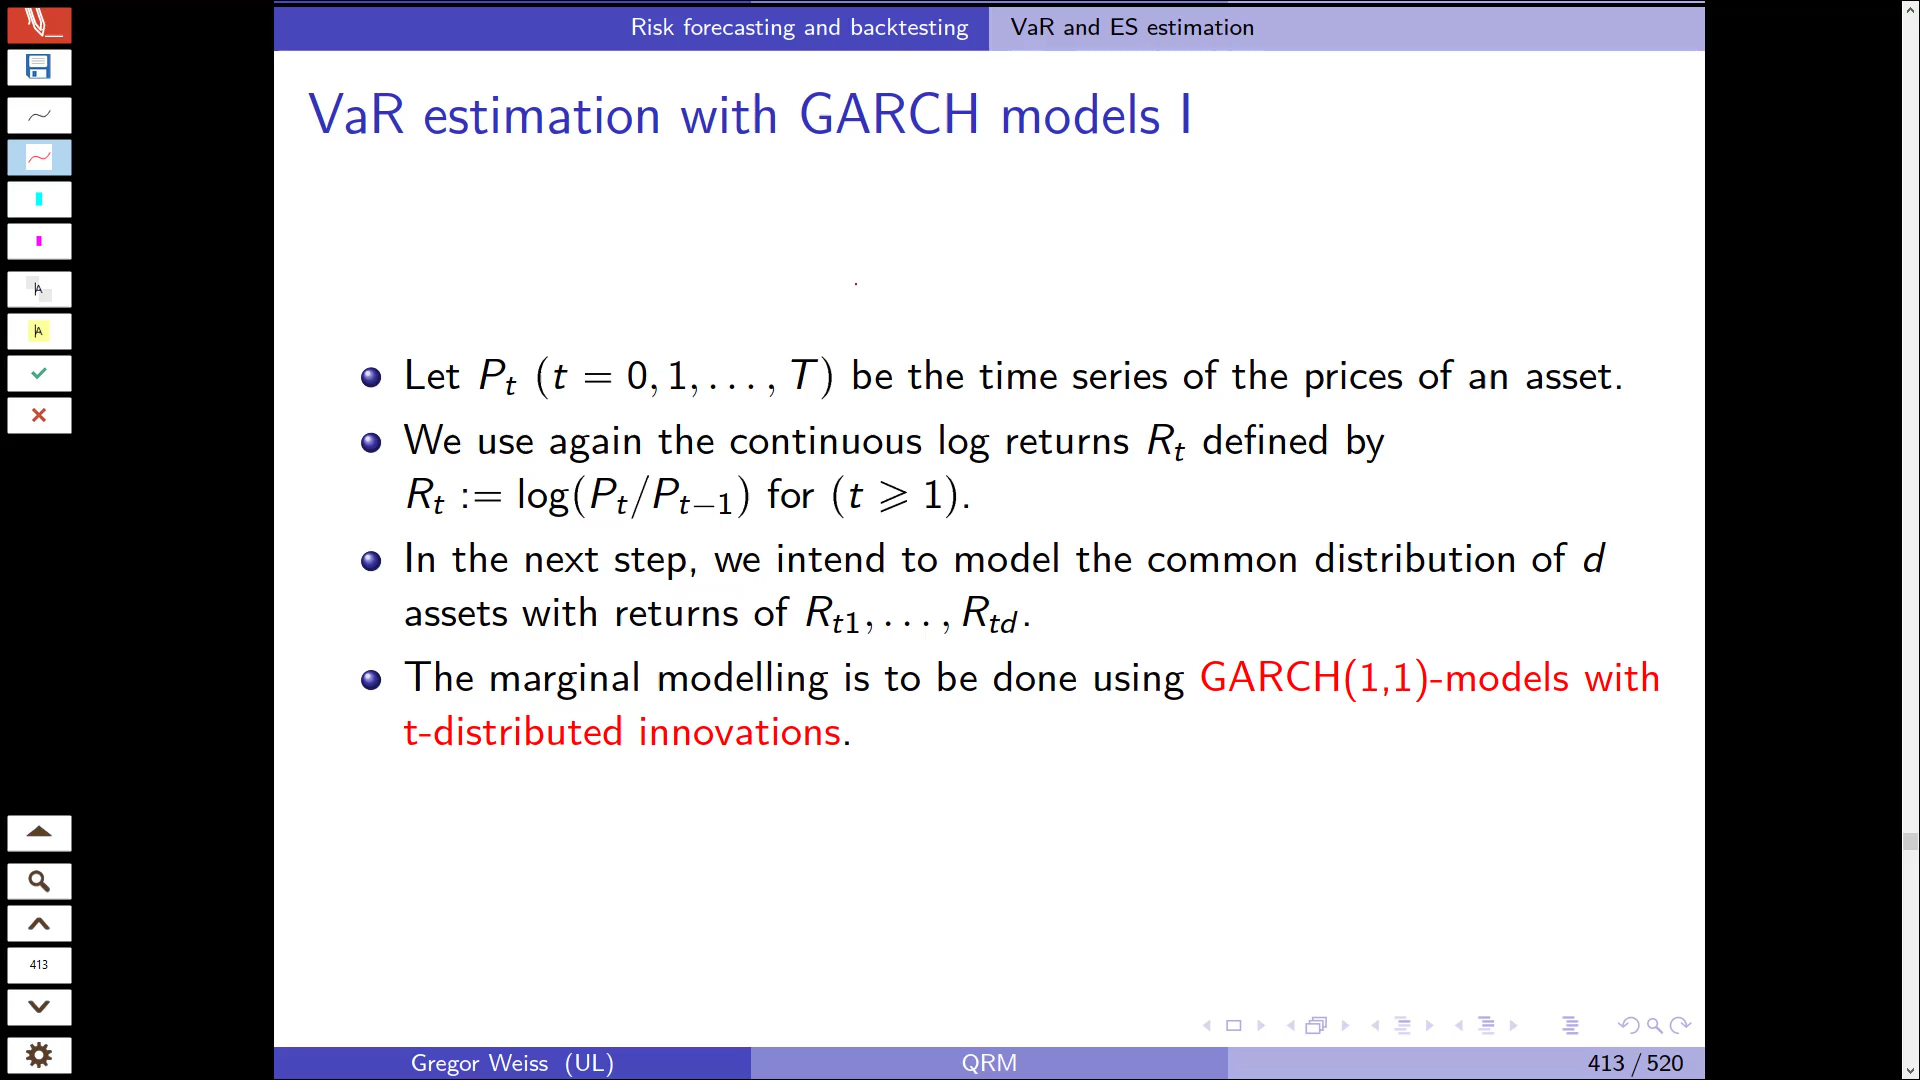 Risk forecasting and backtesting VaR and ES estimation
VaR estimation with GARCH models I
Let P_t (t = 0, 1, . . . , T) be the time series of the prices of an asset.
We use again the continuous log returns R_t defined by
R_t := log(P_t/P_{t−1}) for (t ⩾ 1).
In the next step, we intend to model the common distribution of d
assets with returns of R_{t1}, . . . , R_{td}.
The marginal modelling is to be done using GARCH(1,1)-models with
t-distributed innovations.
A
A
413
Gregor Weiss (UL) QRM 413 / 520